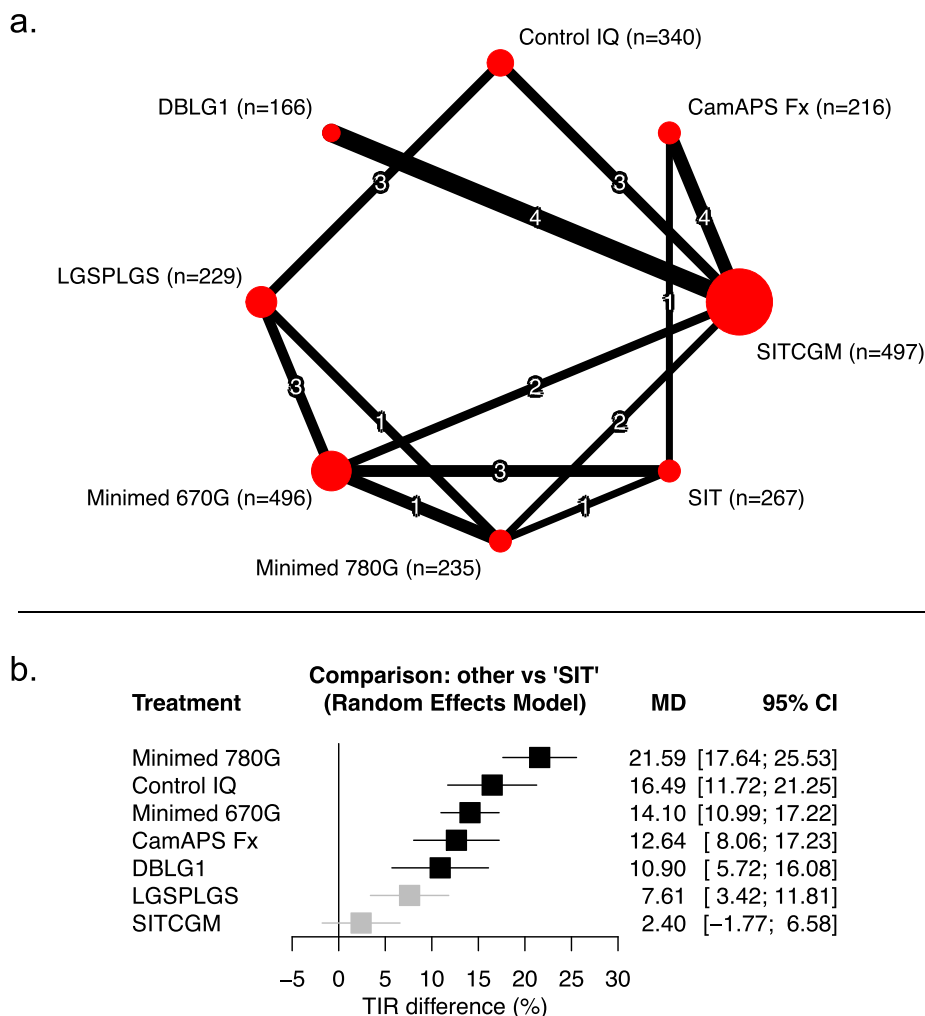 a.
Control IQ (n=340)
DBLG1 (n=166)
CamAPS Fx (n=216)
3
3
4
4
LGSPLGS (n=229)
1
SITCGM (n=497)
3
2
1
2
3
Minimed 670G (n=496)
SIT (n=267)
1
1
Minimed 780G (n=235)
b.
Comparison: other vs 'SIT'
Treatment (Random Effects Model) MD 95% CI
Minimed 780G 21.59 [17.64; 25.53]
Control IQ 16.49 [11.72; 21.25]
Minimed 670G 14.10 [10.99; 17.22]
CamAPS Fx 12.64 [ 8.06; 17.23]
DBLG1 10.90 [ 5.72; 16.08]
LGSPLGS 7.61 [ 3.42; 11.81]
SITCGM 2.40 [−1.77; 6.58]
−5 0 5 10 15 20 25 30
TIR difference (%)